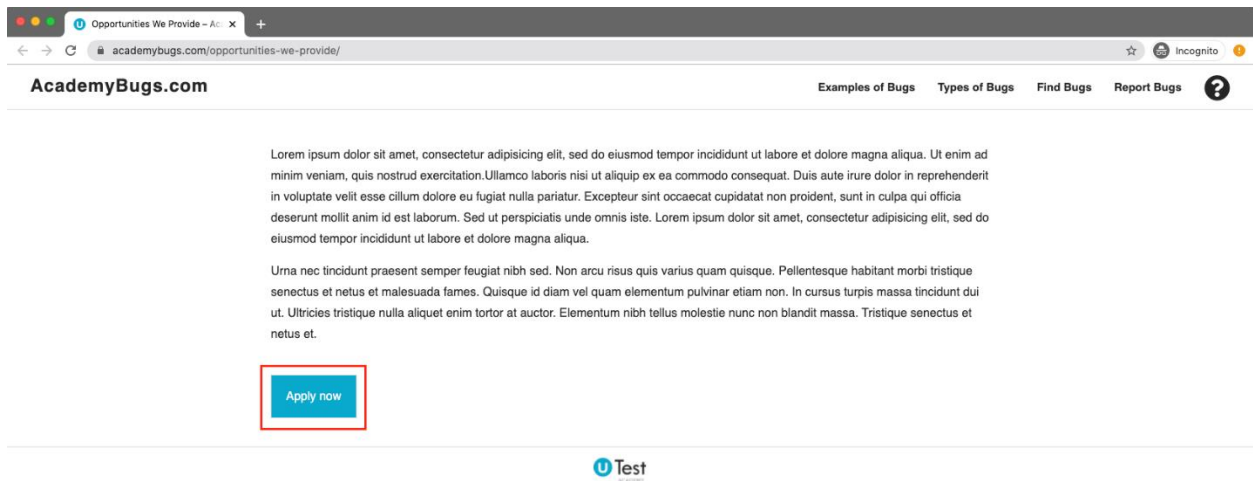 Opportunities We Provide – Ac
academybugs.com/opportunities-we-provide/
Incognito
AcademyBugs.com
Examples of Bugs Types of Bugs Find Bugs Report Bugs
Lorem ipsum dolor sit amet, consectetur adipisicing elit, sed do eiusmod tempor incididunt ut labore et dolore magna aliqua. Ut enim ad
minim veniam, quis nostrud exercitation.Ullamco laboris nisi ut aliquip ex ea commodo consequat. Duis aute irure dolor in reprehenderit
in voluptate velit esse cillum dolore eu fugiat nulla pariatur. Excepteur sint occaecat cupidatat non proident, sunt in culpa qui officia
deserunt mollit anim id est laborum. Sed ut perspiciatis unde omnis iste. Lorem ipsum dolor sit amet, consectetur adipisicing elit, sed do
eiusmod tempor incididunt ut labore et dolore magna aliqua.
Urna nec tincidunt praesent semper feugiat nibh sed. Non arcu risus quis varius quam quisque. Pellentesque habitant morbi tristique
senectus et netus et malesuada fames. Quisque id diam vel quam elementum pulvinar etiam non. In cursus turpis massa tincidunt dui
ut. Ultricies tristique nulla aliquet enim tortor at auctor. Elementum nibh tellus molestie nunc non blandit massa. Tristique senectus et
netus et.
Apply now
U Test